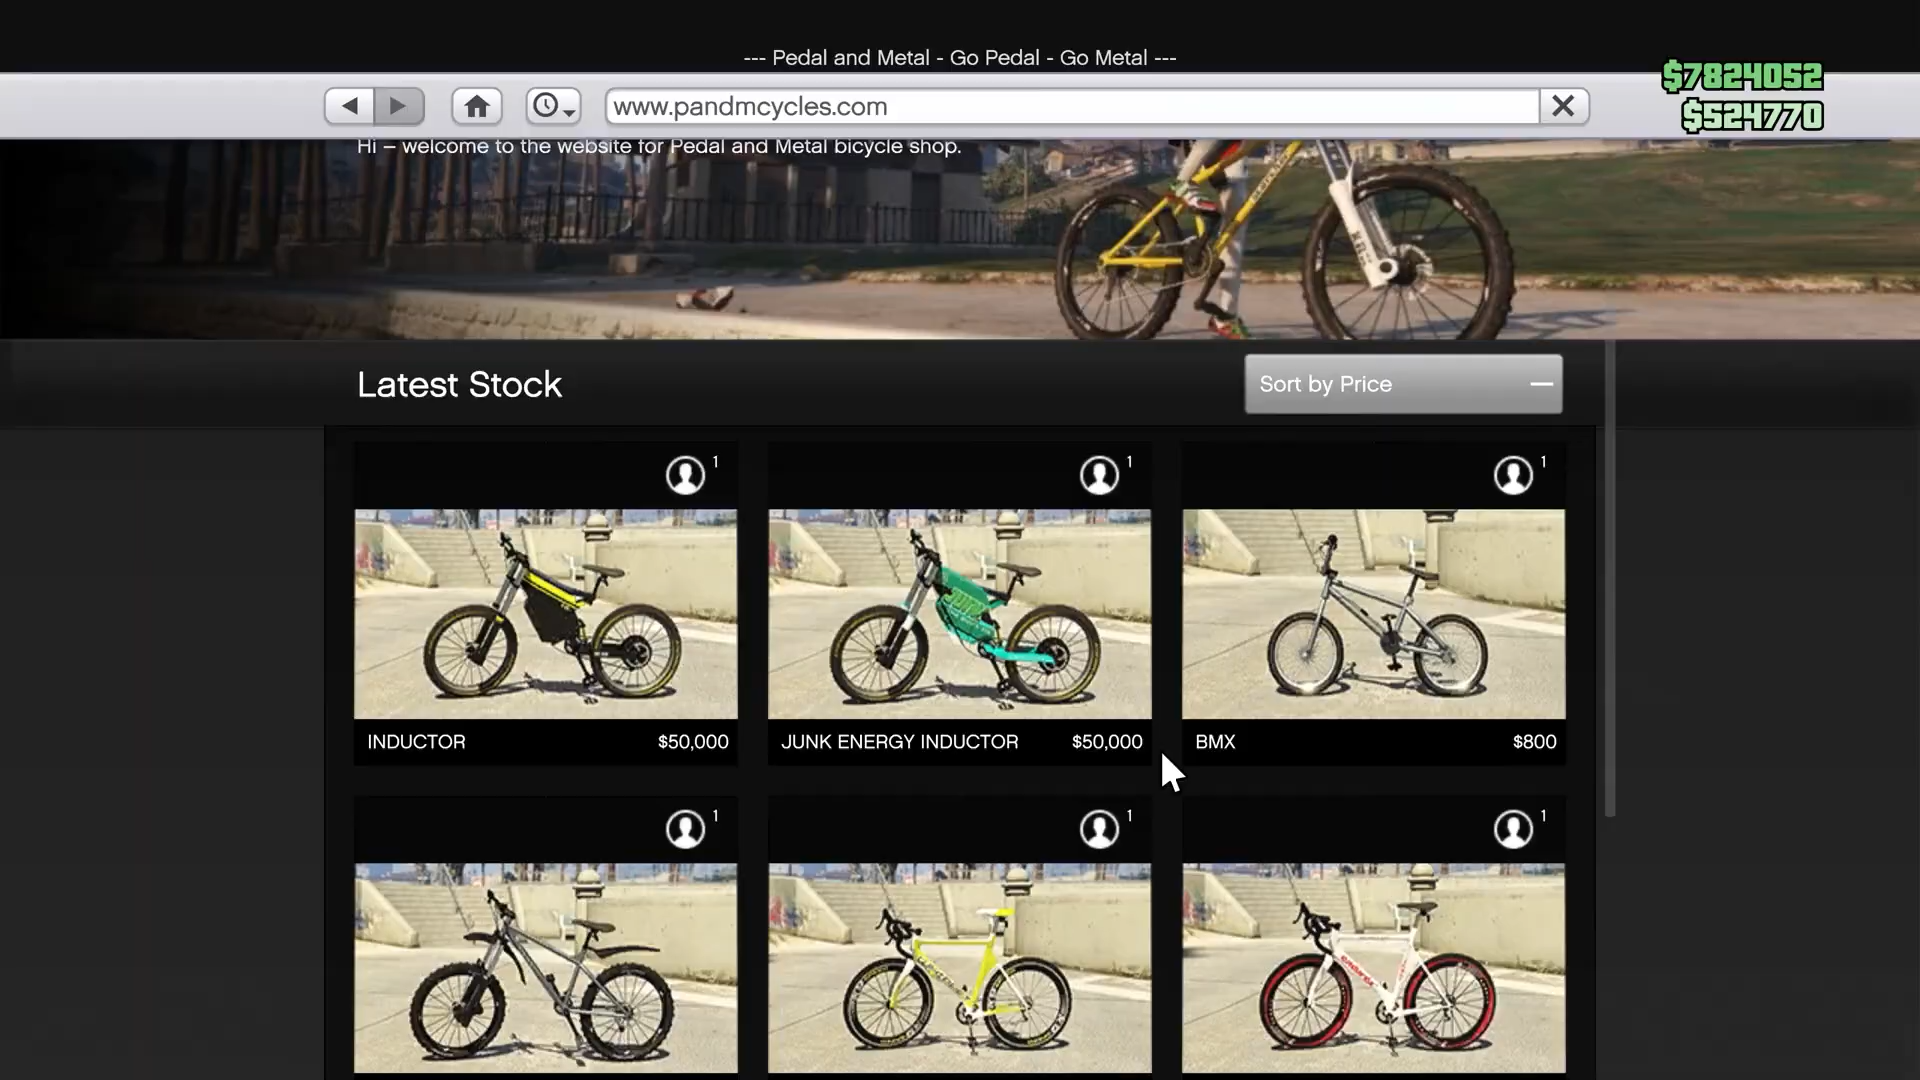 --- Pedal and Metal - Go Pedal - Go Metal ---
$7824052
www.pandmcycles.com
$524770
Hi – welcome to the website for Pedal and Metal bicycle shop.
Latest Stock
Sort by Price
1
1
1
INDUCTOR $50,000
JUNK ENERGY INDUCTOR $50,000
BMX $800
1
1
1